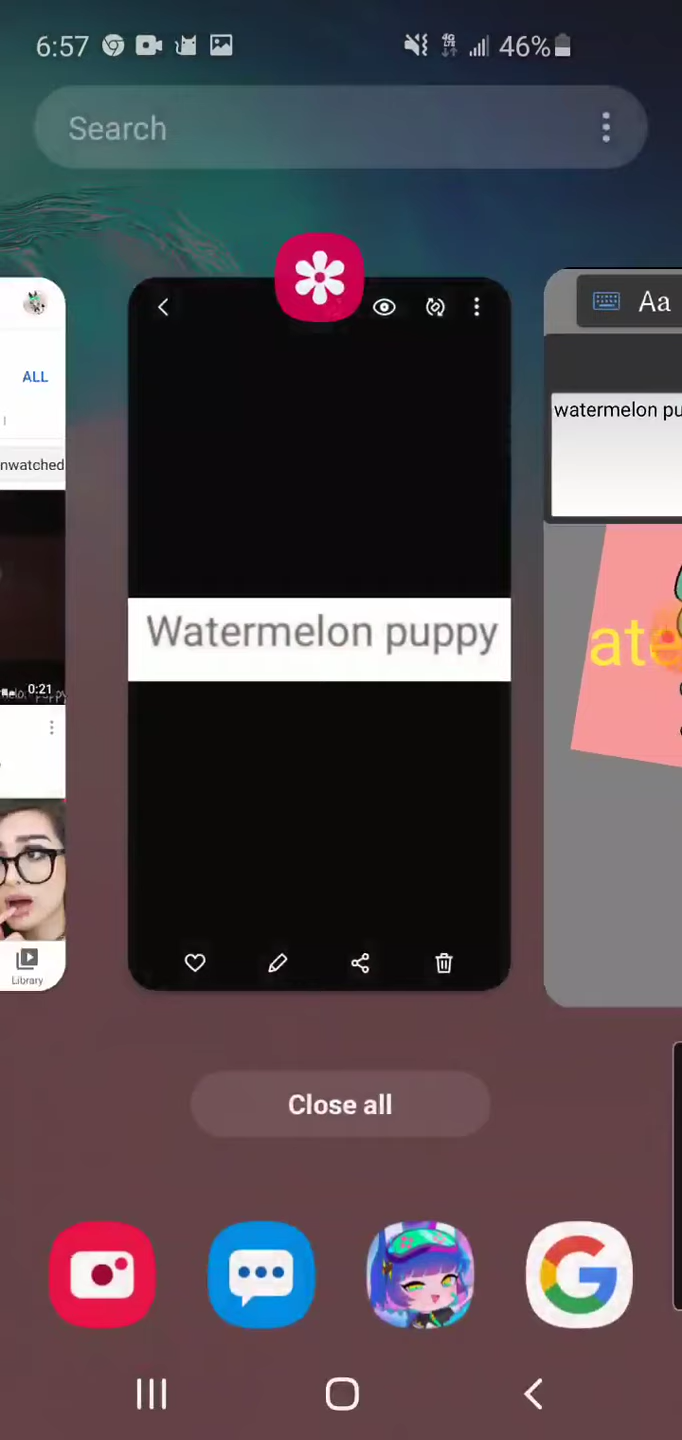 6:57
46%
Search
ALL
nwatched
0:21
Library
Watermelon puppy
Aa
watermelon pu
ate
Close all